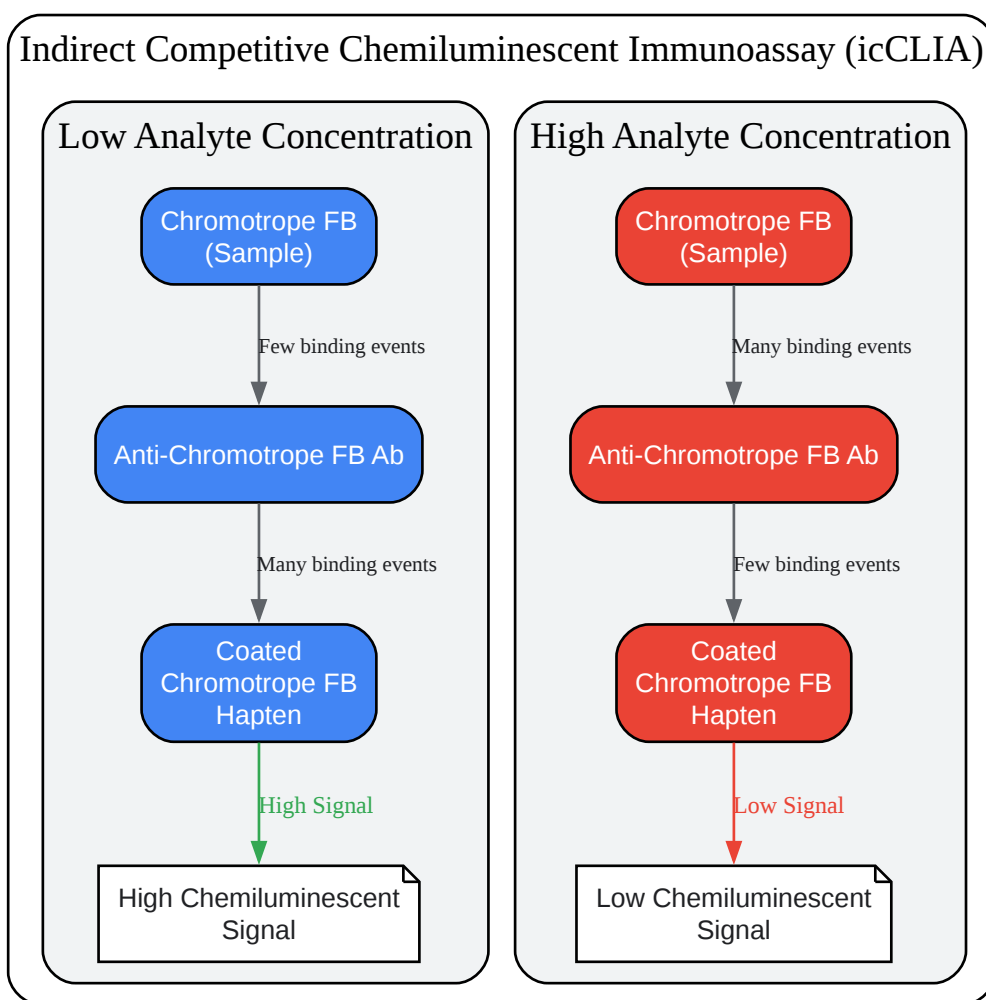 Indirect Competitive Chemiluminescent Immunoassay (icCLIA)
Low Analyte Concentration
Chromotrope FB
(Sample)
Few binding events
Anti-Chromotrope FB Ab
Many binding events
Coated
Chromotrope FB
Hapten
High Signal
High Chemiluminescent
Signal
High Analyte Concentration
Chromotrope FB
(Sample)
Many binding events
Anti-Chromotrope FB Ab
Few binding events
Coated
Chromotrope FB
Hapten
Low Signal
Low Chemiluminescent
Signal